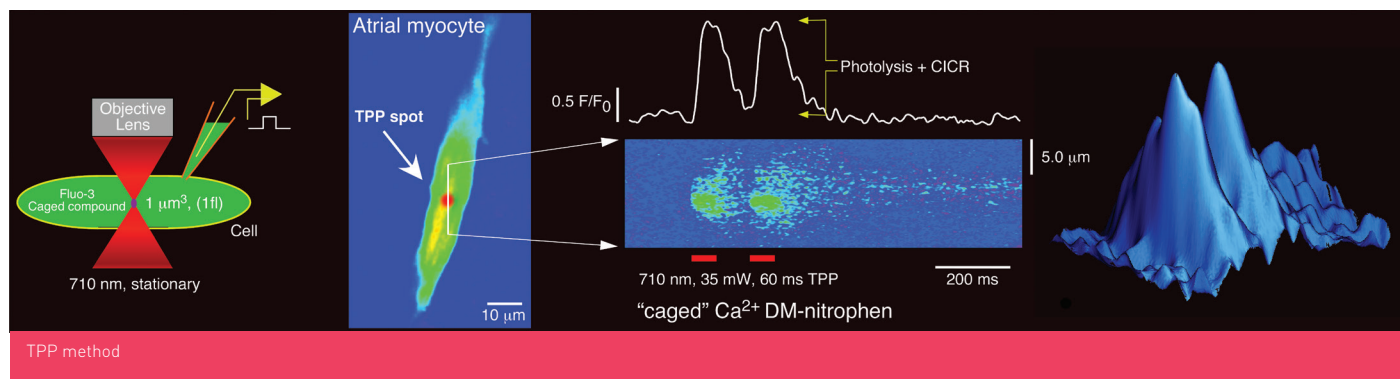 Objective
Lens
Fluo-3
Caged compound
1 μm³, (1fl)
Cell
710 nm, stationary
Atrial myocyte
TPP spot
10 μm
0.5 F/F₀
Photolysis + CICR
5.0 μm
710 nm, 35 mW, 60 ms TPP
200 ms
“caged” Ca²⁺ DM-nitrophen
TPP method